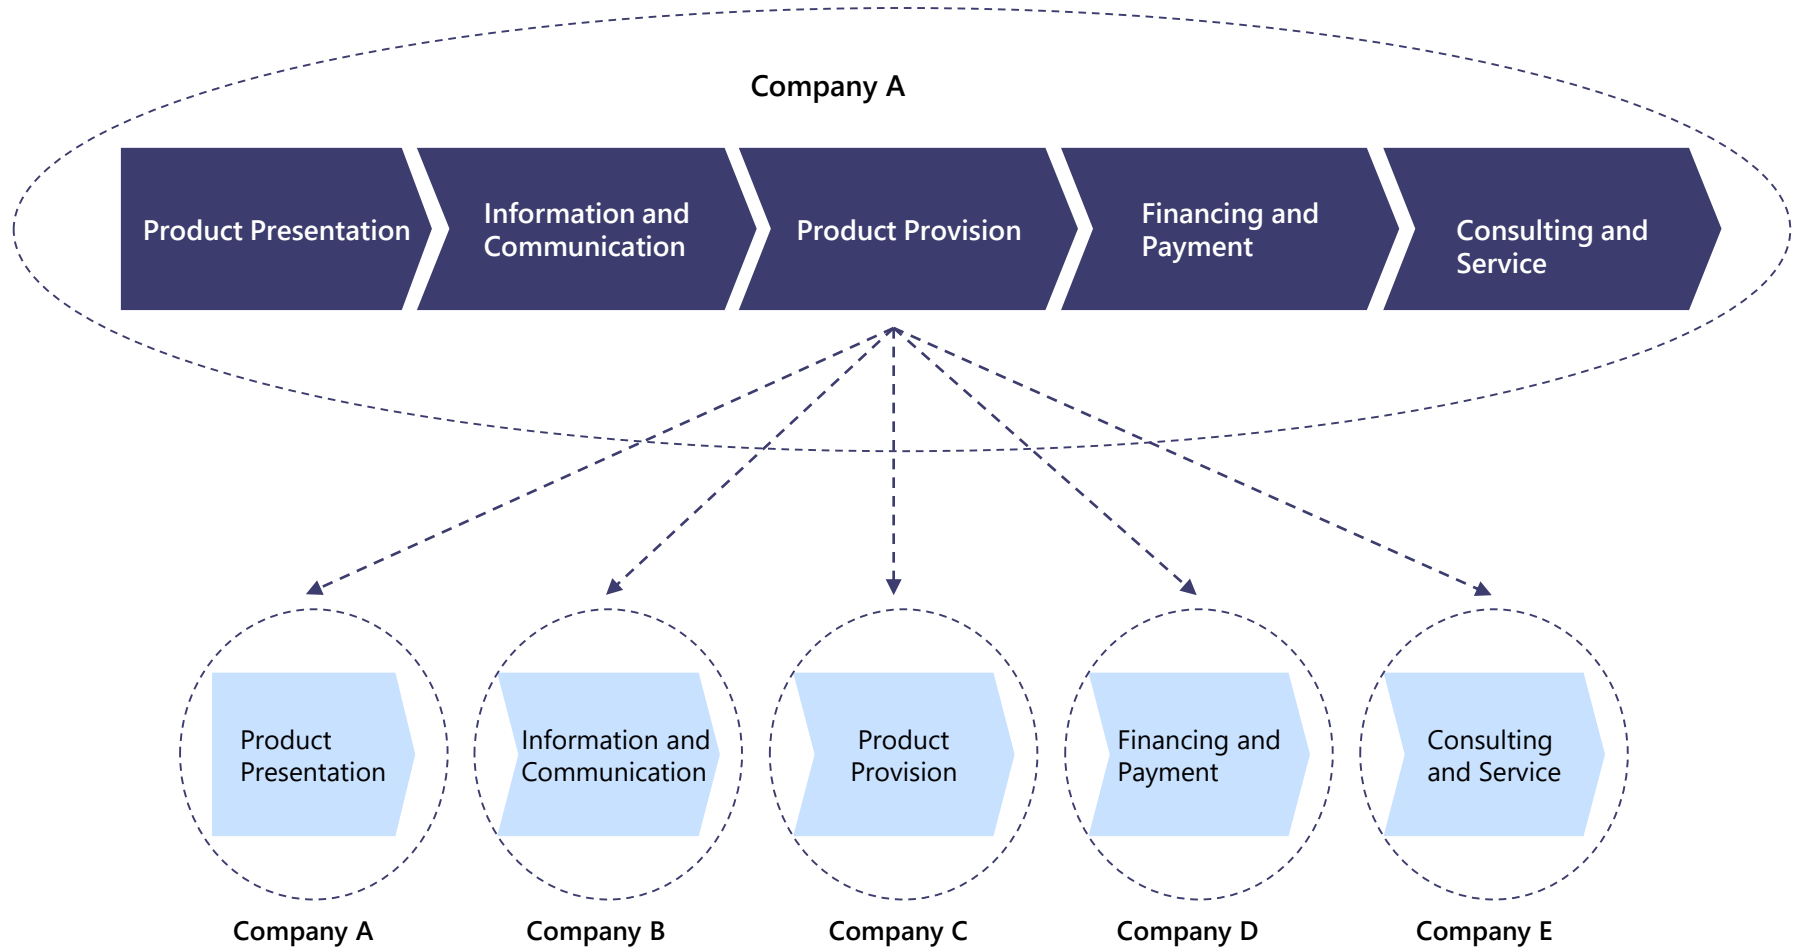 Company A
Product Presentation
Information and
Communication
Product Provision
Financing and
Payment
Consulting and
Service
Product
Presentation
Information and
Communication
Product
Provision
Financing and
Payment
Consulting
and Service
Company A
Company B
Company C
Company D
Company E